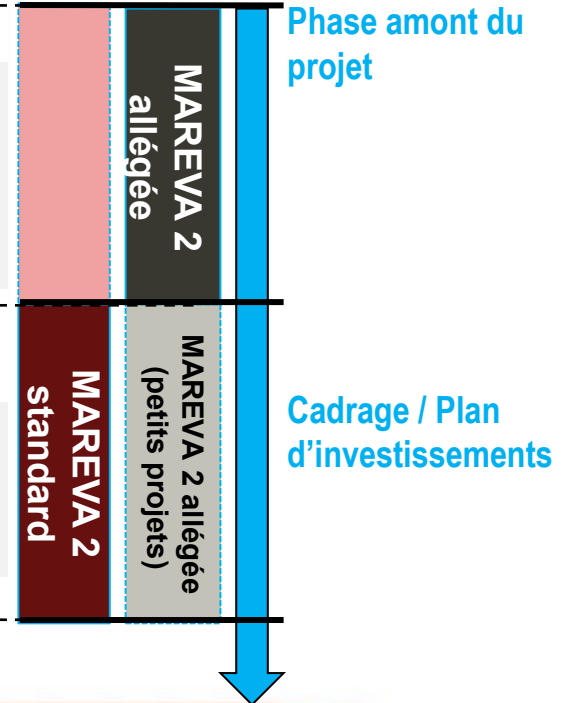 Phase amont du
projet
MAREVA 2
allégée
MAREVA 2
standard
MAREVA 2 allégée
(petits projets)
Cadrage / Plan
d’investissements